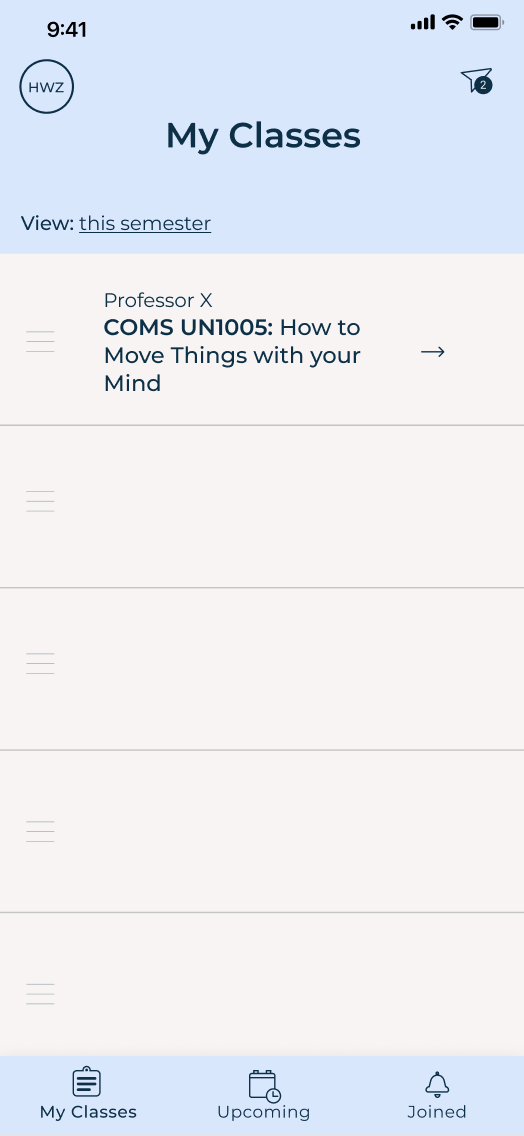 9:41
HWZ
2
My Classes
View: this semester
Professor X
COMS UN1005: How to
Move Things with your
Mind
My Classes
Upcoming
Joined